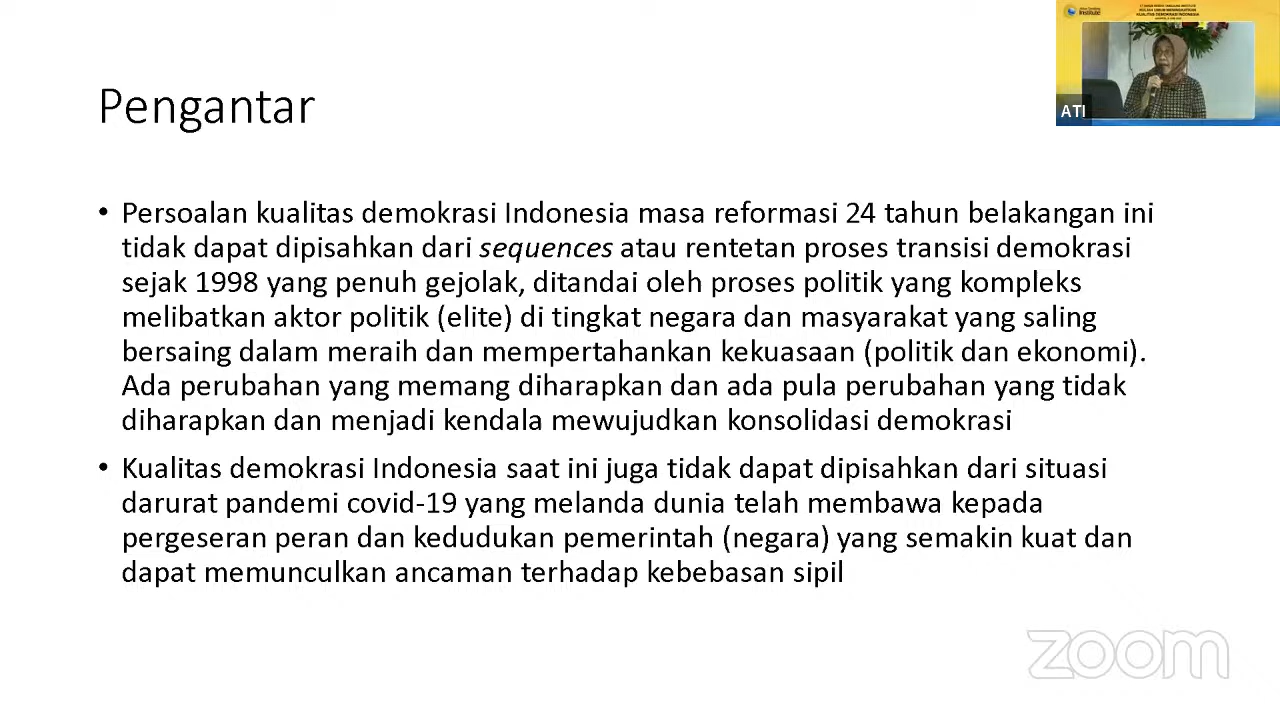 Pengantar
• Persoalan kualitas demokrasi Indonesia masa reformasi 24 tahun belakangan ini
tidak dapat dipisahkan dari sequences atau rentetan proses transisi demokrasi
sejak 1998 yang penuh gejolak, ditandai oleh proses politik yang kompleks
melibatkan aktor politik (elite) di tingkat negara dan masyarakat yang saling
bersaing dalam meraih dan mempertahankan kekuasaan (politik dan ekonomi).
Ada perubahan yang memang diharapkan dan ada pula perubahan yang tidak
diharapkan dan menjadi kendala mewujudkan konsolidasi demokrasi
• Kualitas demokrasi Indonesia saat ini juga tidak dapat dipisahkan dari situasi
darurat pandemi covid-19 yang melanda dunia telah membawa kepada
pergeseran peran dan kedudukan pemerintah (negara) yang semakin kuat dan
dapat memunculkan ancaman terhadap kebebasan sipil
Institute
KUALITAS DEMOKRASI INDONESIA
ATI
zoom